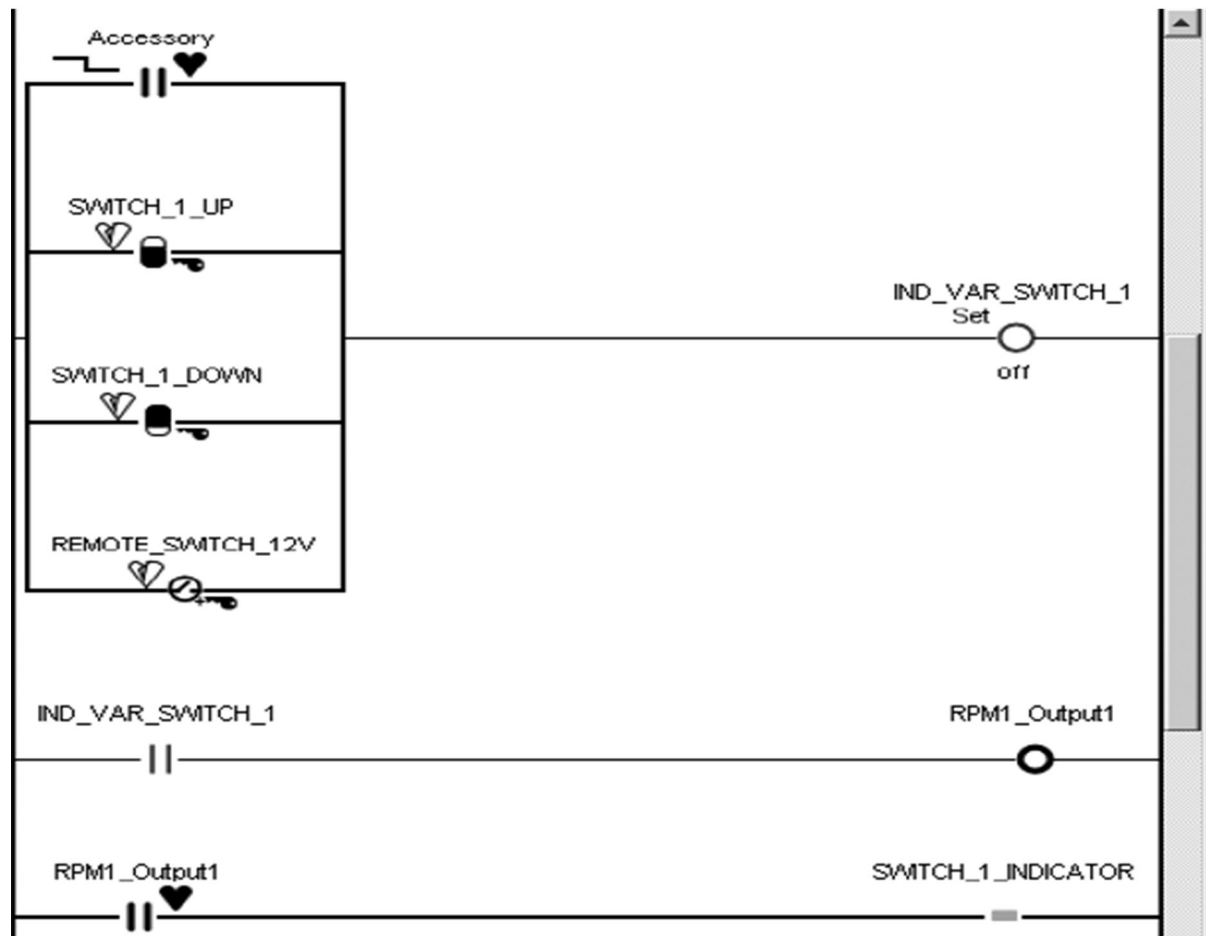 Accessory
SWITCH_1_UP
IND_VAR_SWITCH_1
Set
off
SWITCH_1_DOWN
REMOTE_SWITCH_12V
IND_VAR_SWITCH_1
RPM1_Output1
RPM1_Output1
SWITCH_1_INDICATOR